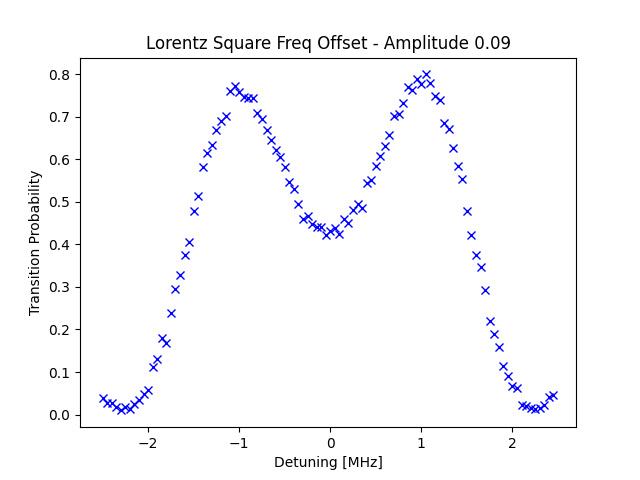 Lorentz Square Freq Offset - Amplitude 0.09
0.8
0.7
0.6
0.5
0.4
0.3
0.2
0.1
0.0
Transition Probability
−2 −1 0 1 2
Detuning [MHz]